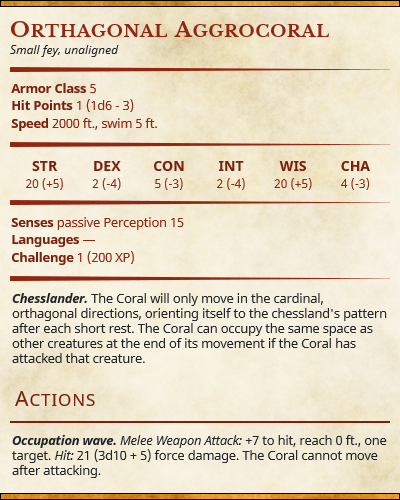 Orthagonal Aggrocoral
Small fey, unaligned
Armor Class 5
Hit Points 1 (1d6 - 3)
Speed 2000 ft., swim 5 ft.
STR DEX CON INT WIS CHA
20 (+5) 2 (-4) 5 (-3) 2 (-4) 20 (+5) 4 (-3)
Senses passive Perception 15
Languages —
Challenge 1 (200 XP)
Chesslander. The Coral will only move in the cardinal,
orthagonal directions, orienting itself to the chessland's pattern
after each short rest. The Coral can occupy the same space as
other creatures at the end of its movement if the Coral has
attacked that creature.
Actions
Occupation wave. Melee Weapon Attack: +7 to hit, reach 0 ft., one
target. Hit: 21 (3d10 + 5) force damage. The Coral cannot move
after attacking.